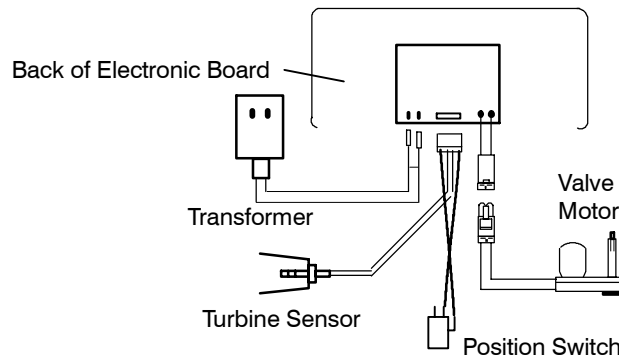 Back of Electronic Board
Valve
Motor
Transformer
Turbine Sensor
Position Switch